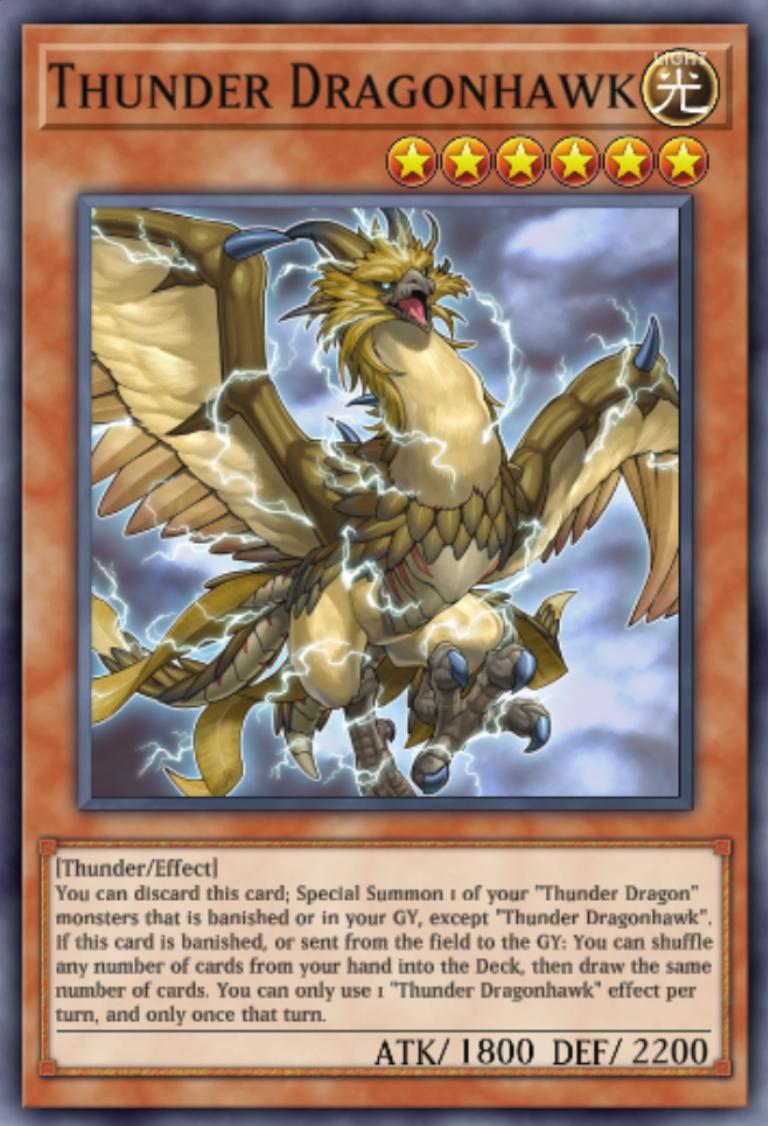 THUNDER DRAGONHAWK
LIGHT
光
[Thunder/Effect]
You can discard this card; Special Summon 1 of your "Thunder Dragon"
monsters that is banished or in your GY, except "Thunder Dragonhawk".
If this card is banished, or sent from the field to the GY: You can shuffle
any number of cards from your hand into the Deck, then draw the same
number of cards. You can only use 1 "Thunder Dragonhawk" effect per
turn, and only once that turn.
ATK/ 1800 DEF/ 2200